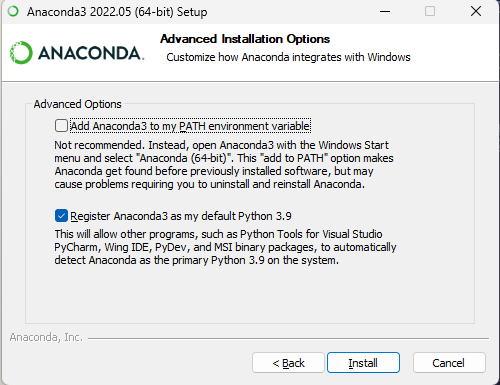 Anaconda3 2022.05 (64-bit) Setup
ANACONDA.
Advanced Installation Options
Customize how Anaconda integrates with Windows
Advanced Options
Add Anaconda3 to my PATH environment variable
Not recommended. Instead, open Anaconda3 with the Windows Start
menu and select "Anaconda (64-bit)". This "add to PATH" option makes
Anaconda get found before previously installed software, but may
cause problems requiring you to uninstall and reinstall Anaconda.
Register Anaconda3 as my default Python 3.9
This will allow other programs, such as Python Tools for Visual Studio
PyCharm, Wing IDE, PyDev, and MSI binary packages, to automatically
detect Anaconda as the primary Python 3.9 on the system.
Anaconda, Inc.
< Back
Install
Cancel